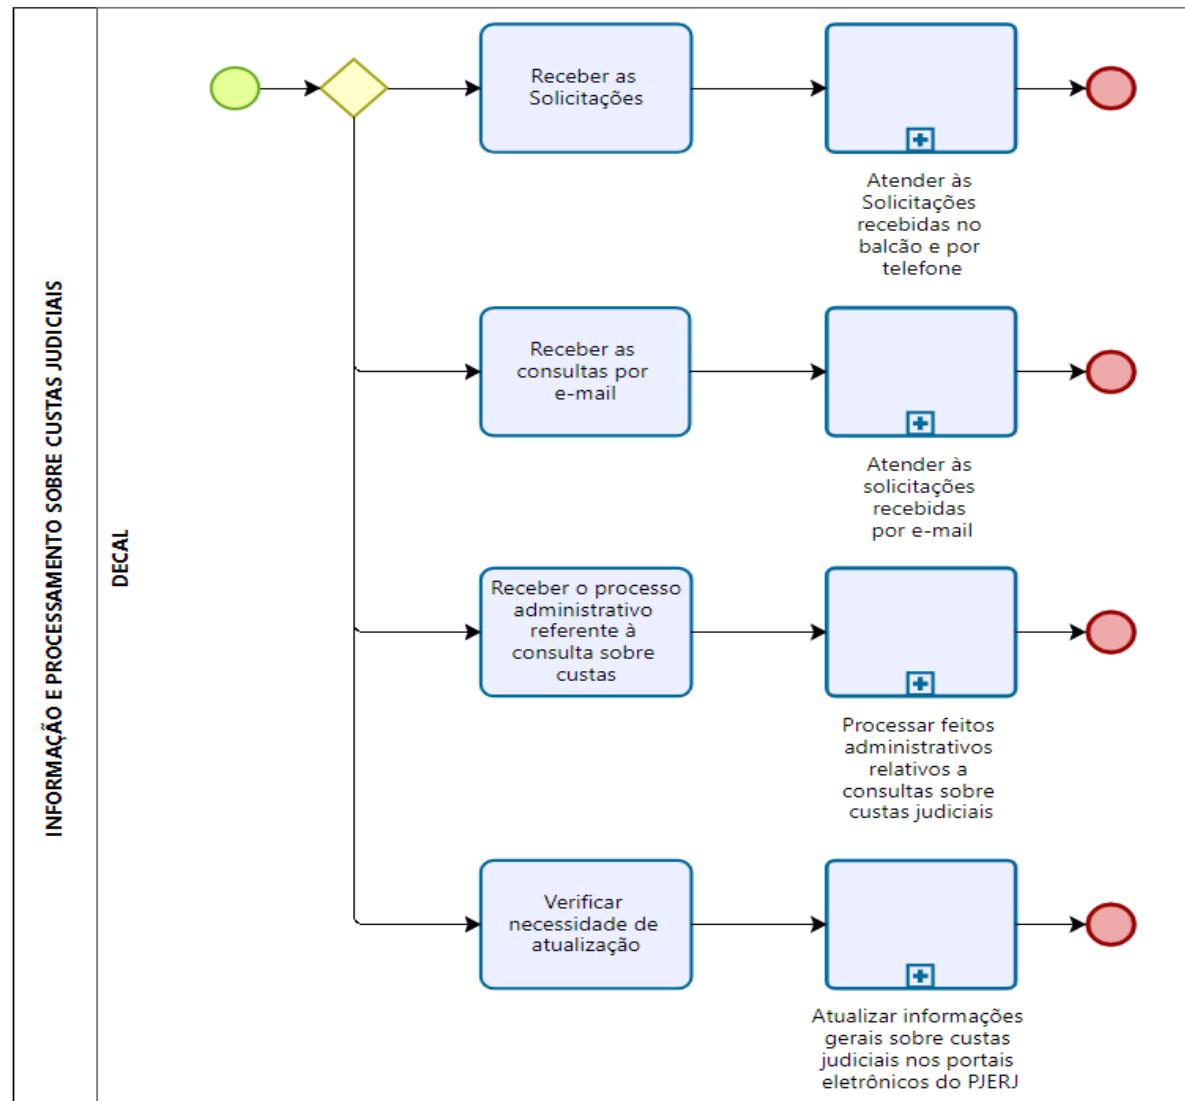 INFORMAÇÃO E PROCESSAMENTO SOBRE CUSTAS JUDICIAIS
DECAL
Receber as
Solicitações
Atender às
Solicitações
recebidas no
balcão e por
telefone
Receber as
consultas por
e-mail
Atender às
solicitações
recebidas
por e-mail
Receber o processo
administrativo
referente à
consulta sobre
custas
Processar feitos
administrativos
relativos a
consultas sobre
custas judiciais
Verificar
necessidade de
atualização
Atualizar informações
gerais sobre custas
judiciais nos portais
eletrônicos do PJERJ